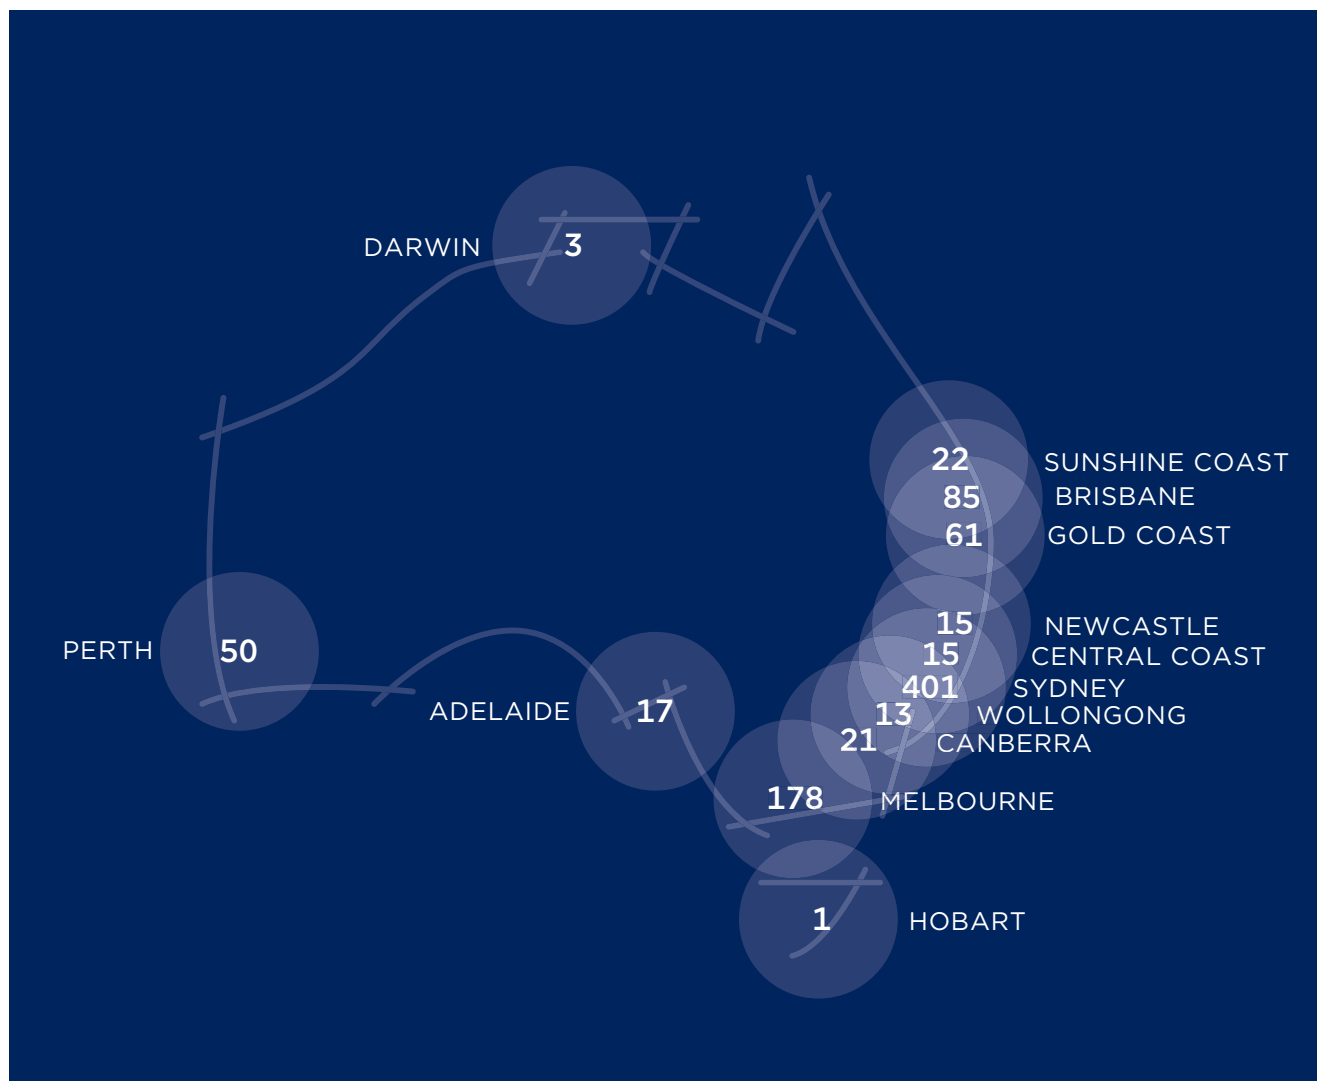 DARWIN 3
22 SUNSHINE COAST
85 BRISBANE
61 GOLD COAST
15 NEWCASTLE
PERTH 50
15 CENTRAL COAST
401 SYDNEY
ADELAIDE 17
13 WOLLONGONG
21 CANBERRA
178 MELBOURNE
1 HOBART